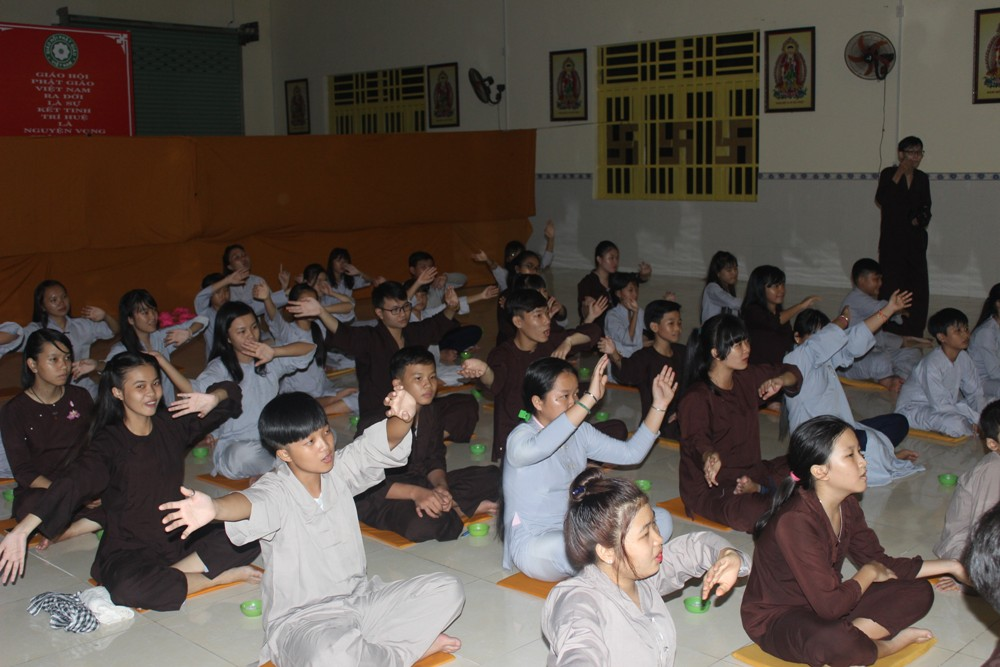 GIÁO HỘI
PHẬT GIÁO
VIỆT NAM
RA ĐỜI
LÀ SỰ
KẾT TINH
TRÍ HUỆ
LÀ
NGUYỆN VỌNG